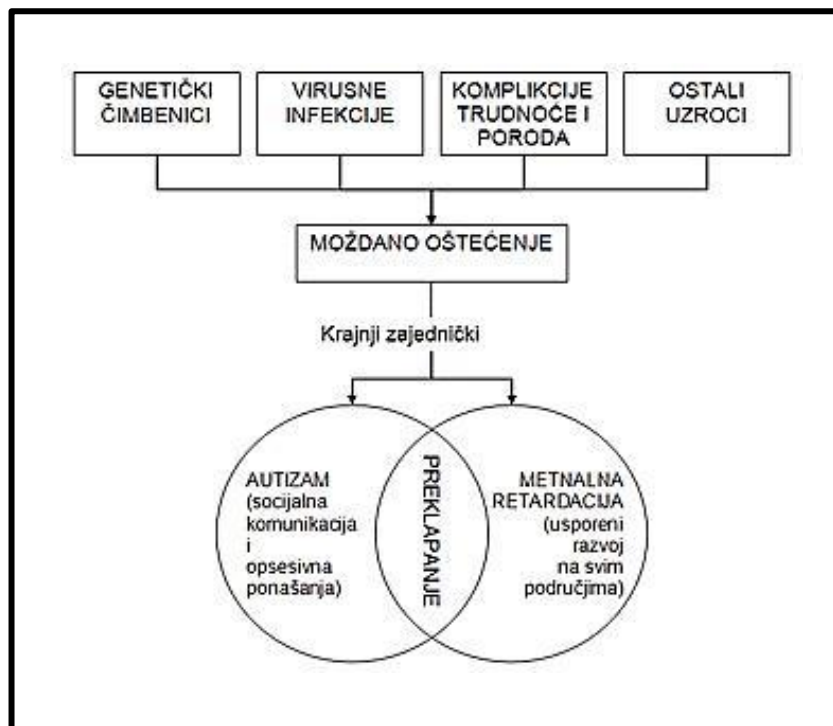 GENETIČKI
ČIMBENICI
VIRUSNE
INFEKCIJE
KOMPLIKCIJE
TRUDNOĆE I
PORODA
OSTALI
UZROCI
MOŽDANO OŠTEĆENJE
Krajnji zajednički
AUTIZAM
(socijalna
komunikacija
i
opsesivna
ponašanja)
PREKLAPANJE
METNALNA
RETARDACIJA
(usporeni
razvoj
na svim
područjima)